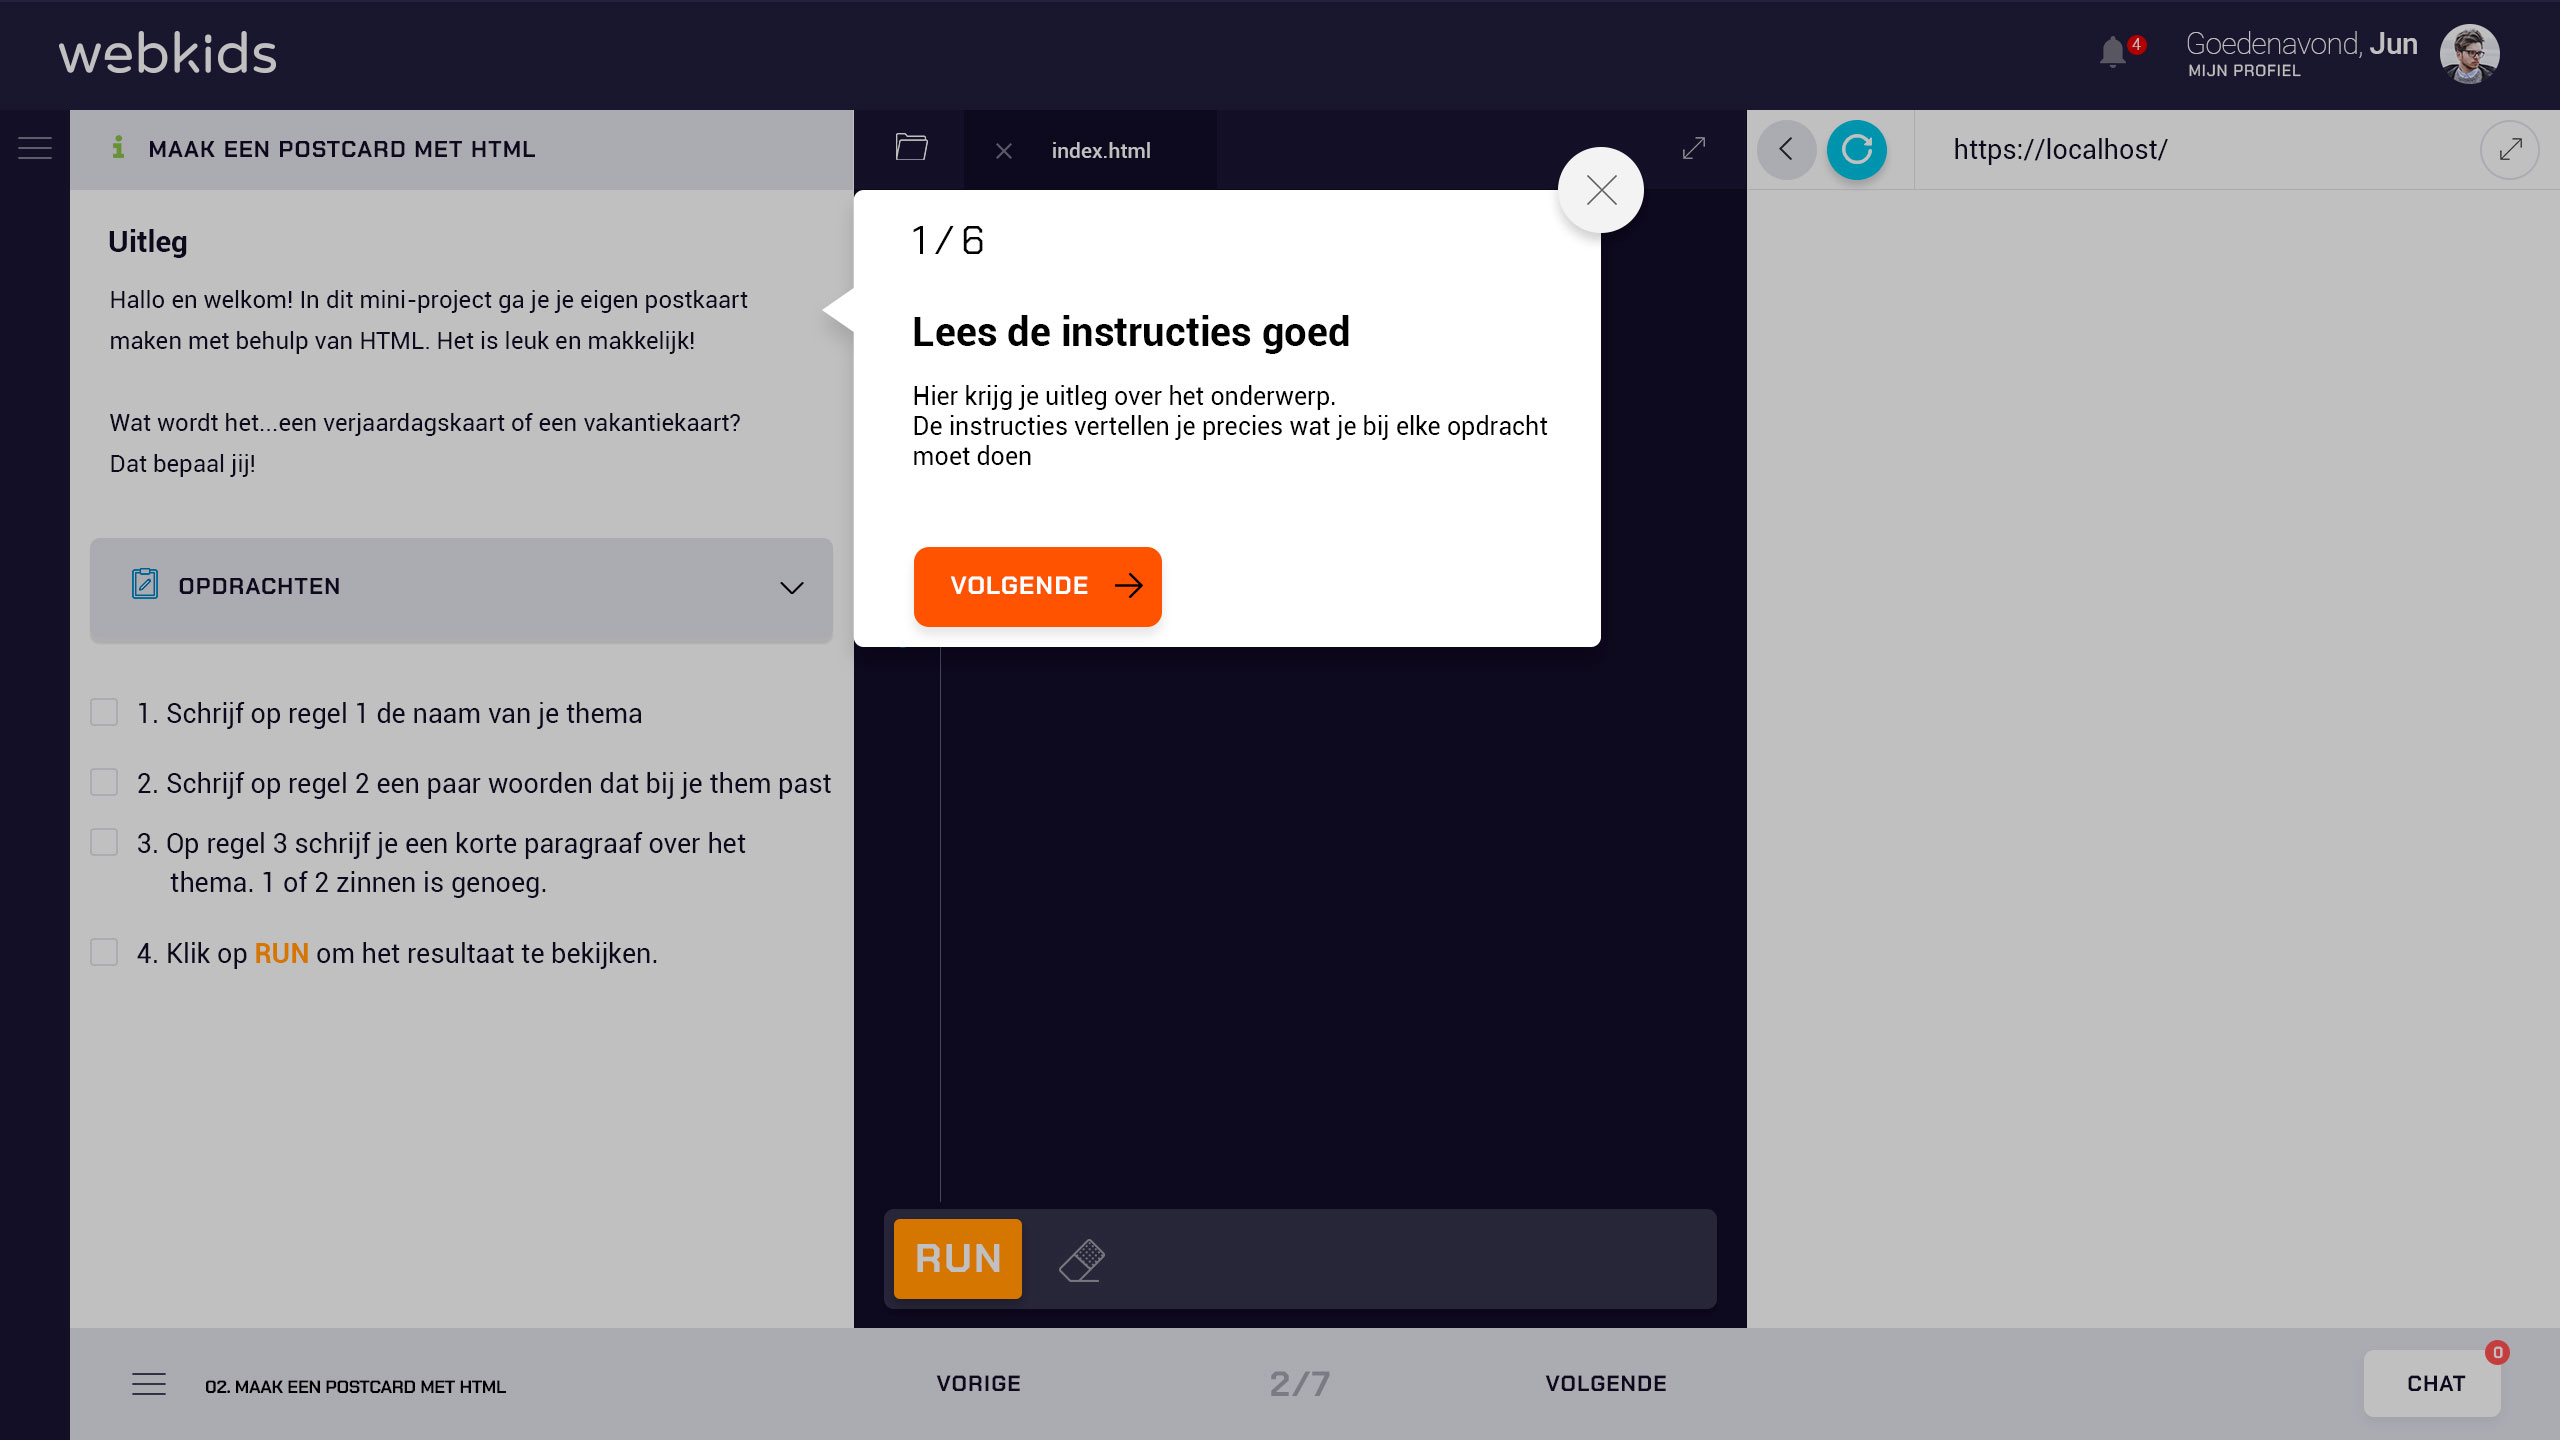 webkids
4
Goedenavond, Jun
MIJN PROFIEL
MAAK EEN POSTCARD MET HTML
index.html
https://localhost/
Uitleg
Hallo en welkom! In dit mini-project ga je je eigen postkaart
maken met behulp van HTML. Het is leuk en makkelijk!
Wat wordt het...een verjaardagskaart of een vakantiekaart?
Dat bepaal jij!
OPDRACHTEN
1. Schrijf op regel 1 de naam van je thema
2. Schrijf op regel 2 een paar woorden dat bij je them past
3. Op regel 3 schrijf je een korte paragraaf over het
thema. 1 of 2 zinnen is genoeg.
4. Klik op RUN om het resultaat te bekijken.
1 / 6
Lees de instructies goed
Hier krijg je uitleg over het onderwerp.
De instructies vertellen je precies wat je bij elke opdracht
moet doen
VOLGENDE
RUN
02. MAAK EEN POSTCARD MET HTML
VORIGE
2/7
VOLGENDE
CHAT
0